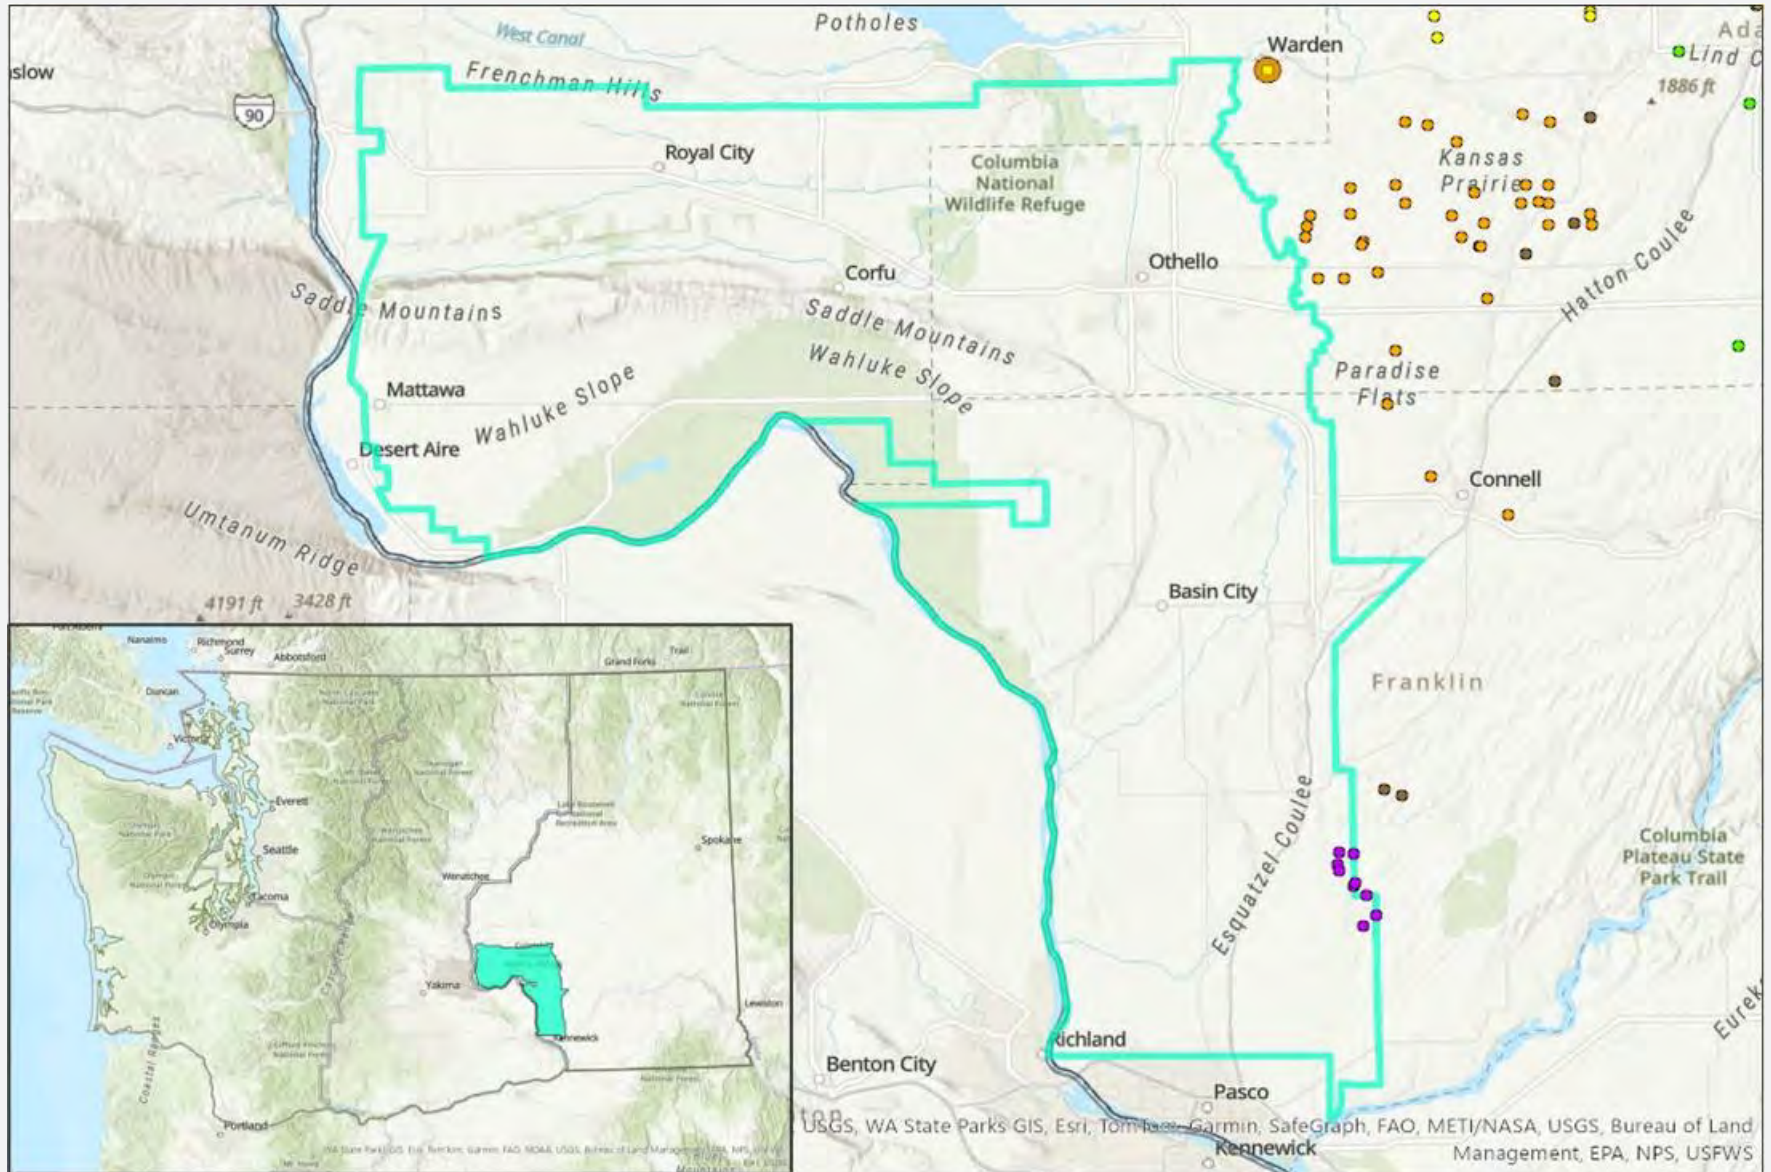 Potholes
West Canal
Warden
Ada
Lind C
1886 ft
slow
90
Frenchman Hills
Royal City
Columbia
National
Wildlife Refuge
Kansas
Prairie
Hatton Coulee
Othello
Corfu
Saddle Mountains
Saddle Mountains
Wahluke Slope
Paradise
Flats
Mattawa
Wahluke Slope
Desert Aire
Connell
Umtanum Ridge
Basin City
4191 ft
3428 ft
Franklin
Esquatzel Coulee
Columbia
Plateau State
Park Trail
Eurek
Richland
Benton City
Pasco
Kennewick
USGS, WA State Parks GIS, Esri, TomTom, Garmin, SafeGraph, FAO, METI/NASA, USGS, Bureau of Land
Management, EPA, NPS, USFWS
Nanaimo
Richmond
Surrey
Abbotsford
Grand Forks
Trail
Duncan
Victoria
Everett
Seattle
Spokane
Wenatchee
Tacoma
Olympia
Yakima
Lewiston
Kennewick
Coastal Ranges
Portland